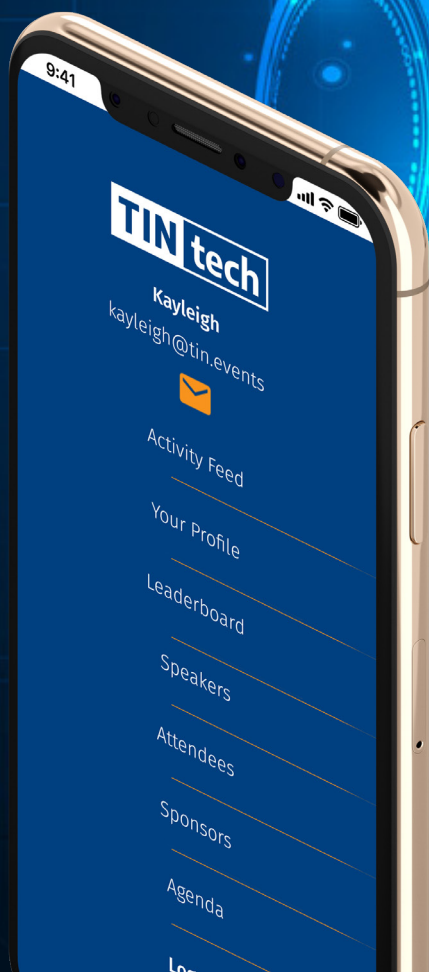 9:41
TIN tech
Kayleigh
kayleigh@tin.events
Activity Feed
Your Profile
Leaderboard
Speakers
Attendees
Sponsors
Agenda